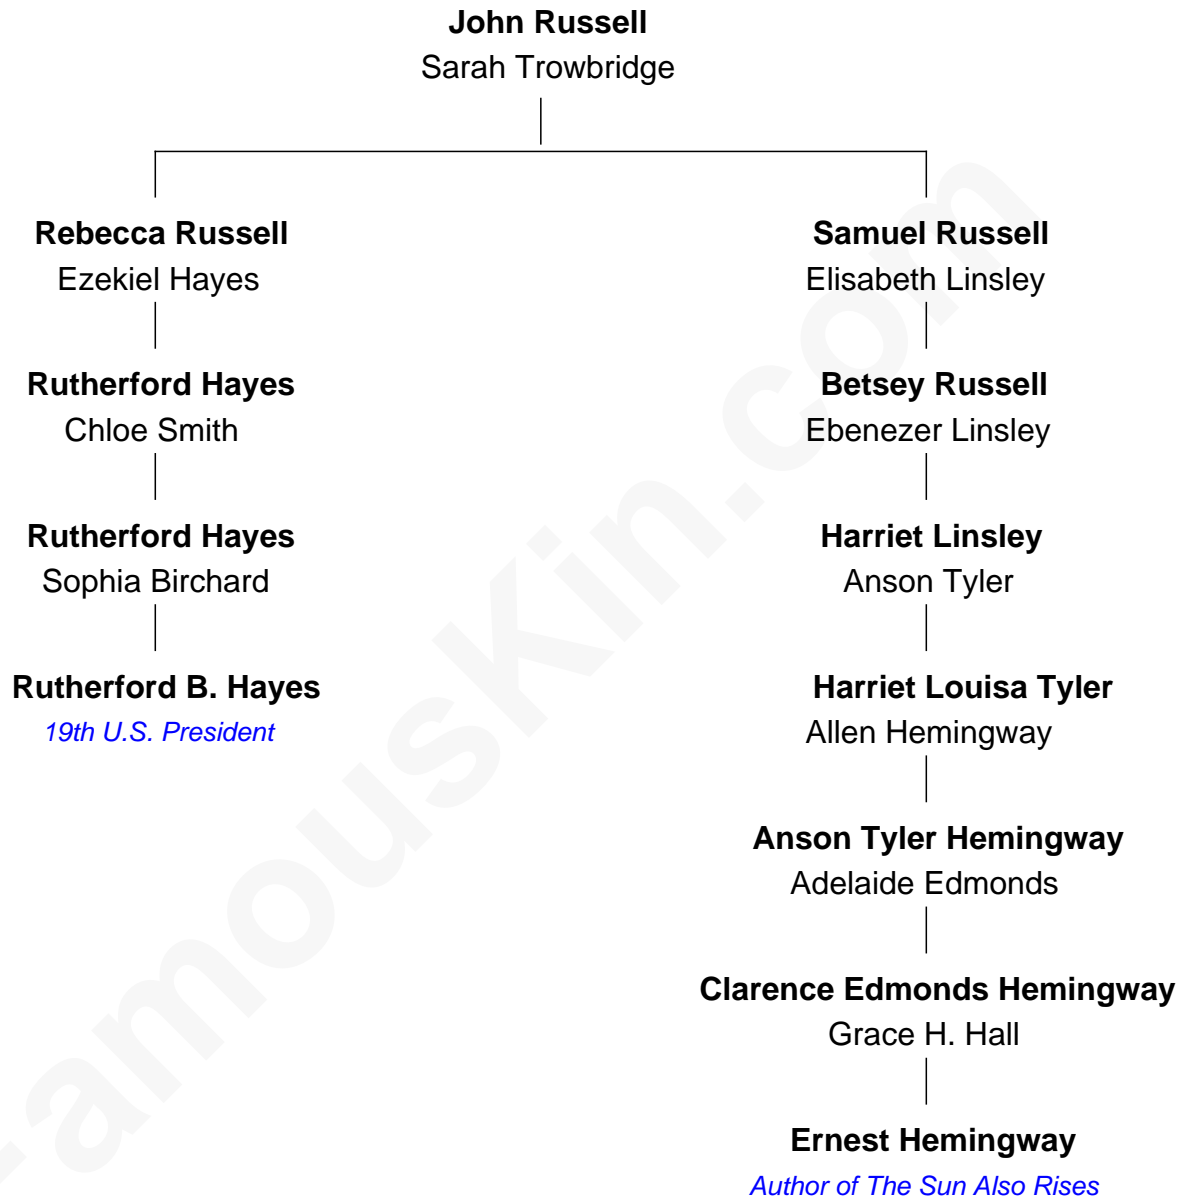 John Russell
Sarah Trowbridge
Rebecca Russell
Ezekiel Hayes
Rutherford Hayes
Chloe Smith
Rutherford Hayes
Sophia Birchard
Rutherford B. Hayes
19th U.S. President
Samuel Russell
Elisabeth Linsley
Betsey Russell
Ebenezer Linsley
Harriet Linsley
Anson Tyler
Harriet Louisa Tyler
Allen Hemingway
Anson Tyler Hemingway
Adelaide Edmonds
Clarence Edmonds Hemingway
Grace H. Hall
Ernest Hemingway
Author of The Sun Also Rises
FamousKin.com